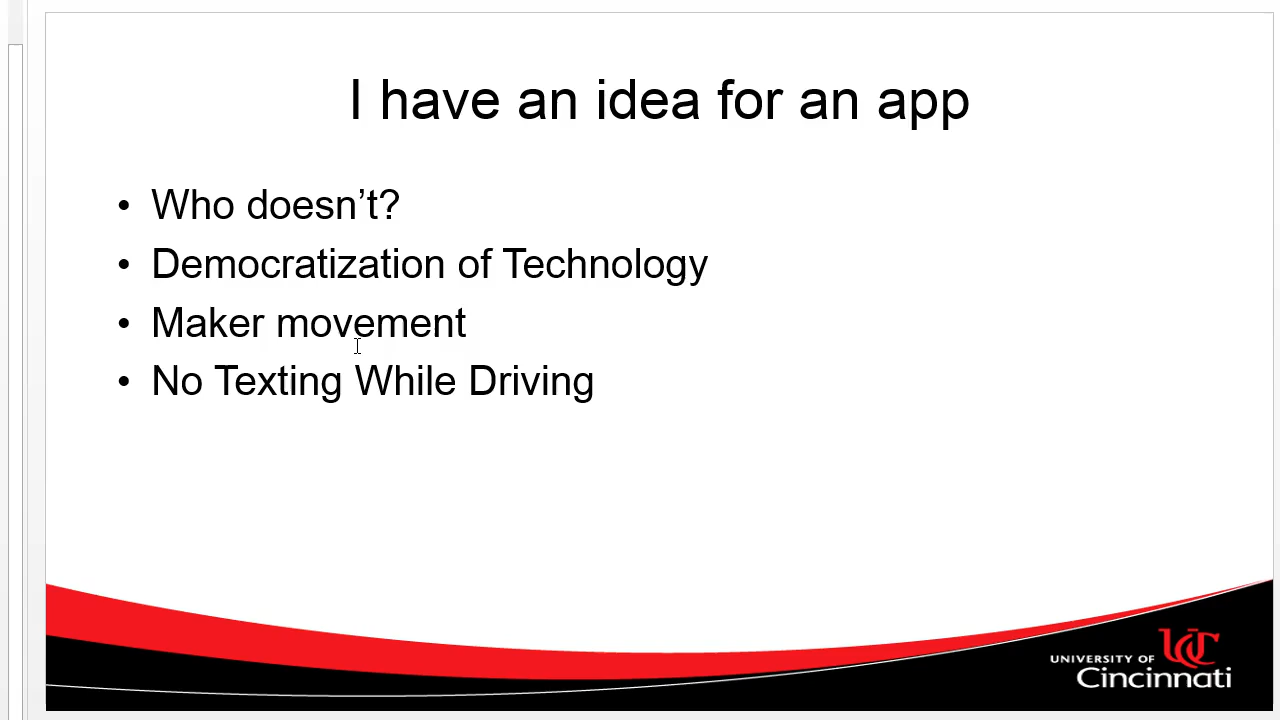 I have an idea for an app
• Who doesn’t?
• Democratization of Technology
• Maker movement
• No Texting While Driving
UC
UNIVERSITY OF
Cincinnati